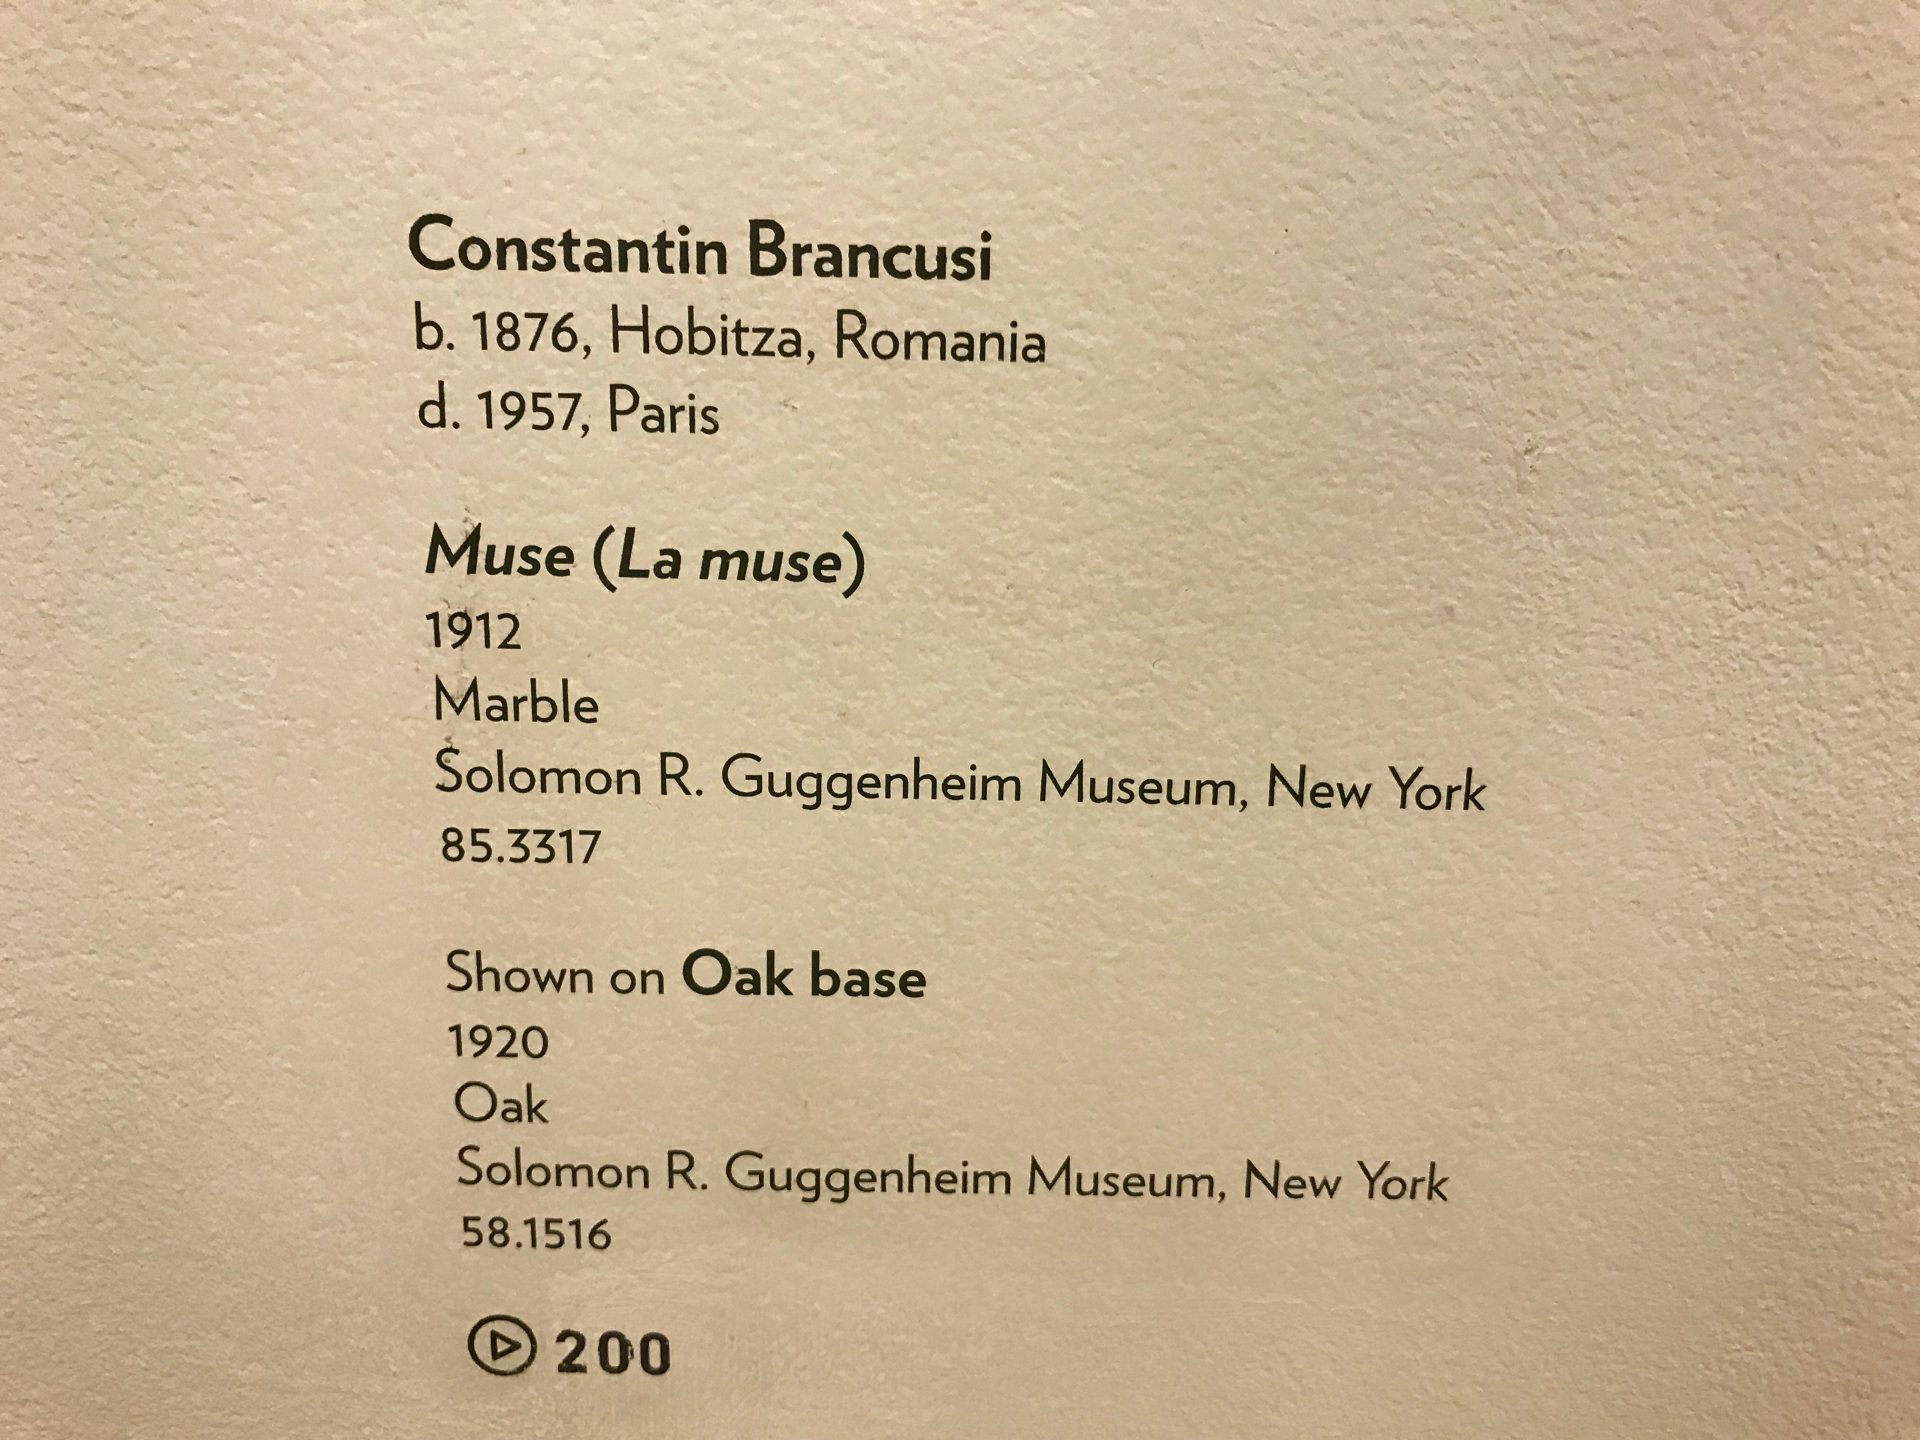 Constantin Brancusi
b. 1876, Hobitza, Romania
d. 1957, Paris
Muse (La muse)
1912
Marble
Solomon R. Guggenheim Museum, New York
85.3317
Shown on Oak base
1920
Oak
Solomon R. Guggenheim Museum, New York
58.1516
200